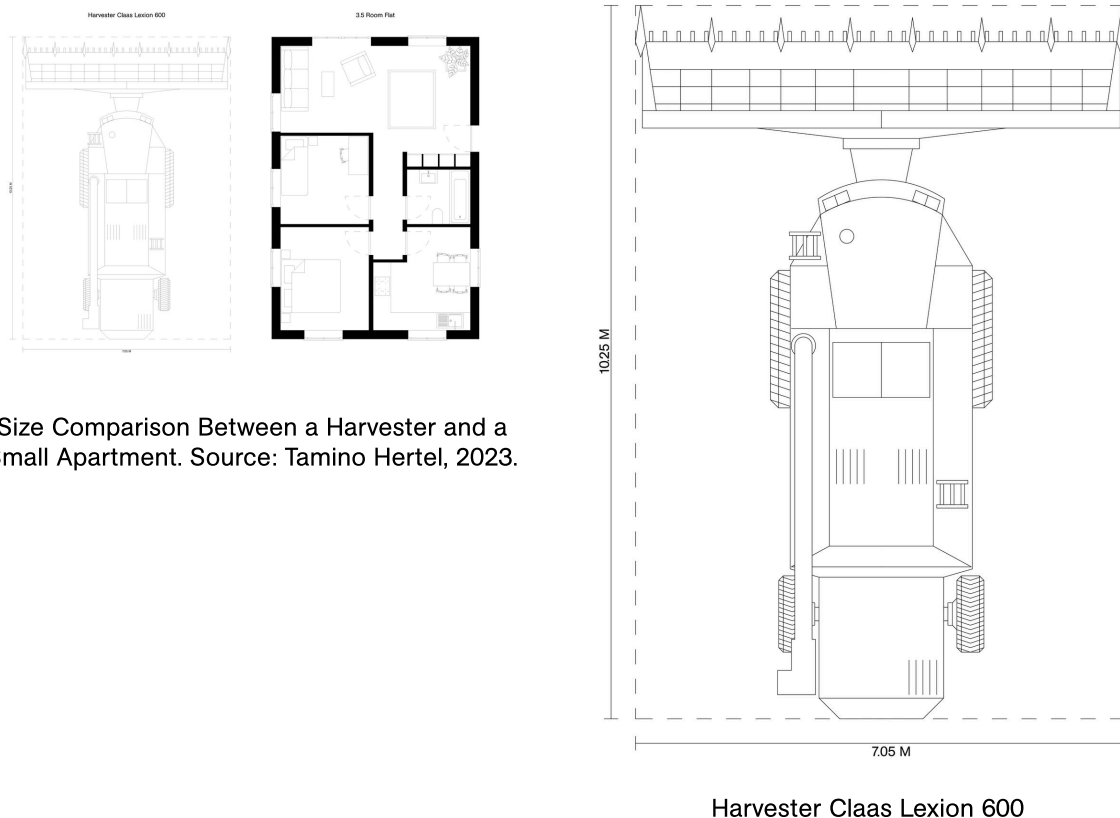 Harvester Claas Lexion 600
3.5 Room Flat
Size Comparison Between a Harvester and a
Small Apartment. Source: Tamino Hertel, 2023.
10.25 M
7.05 M
Harvester Claas Lexion 600